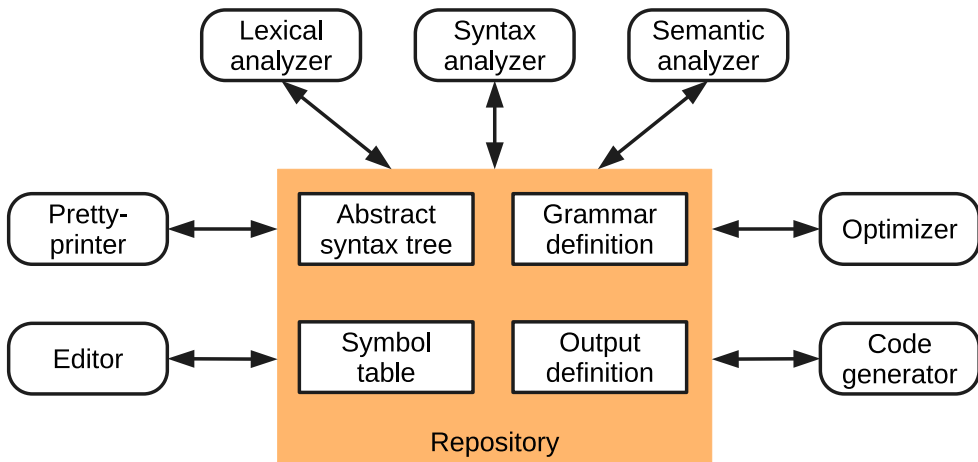 Lexical
analyzer
Syntax
analyzer
Semantic
analyzer
Pretty-
printer
Abstract
syntax tree
Grammar
definition
Optimizer
Editor
Symbol
table
Output
definition
Code
generator
Repository